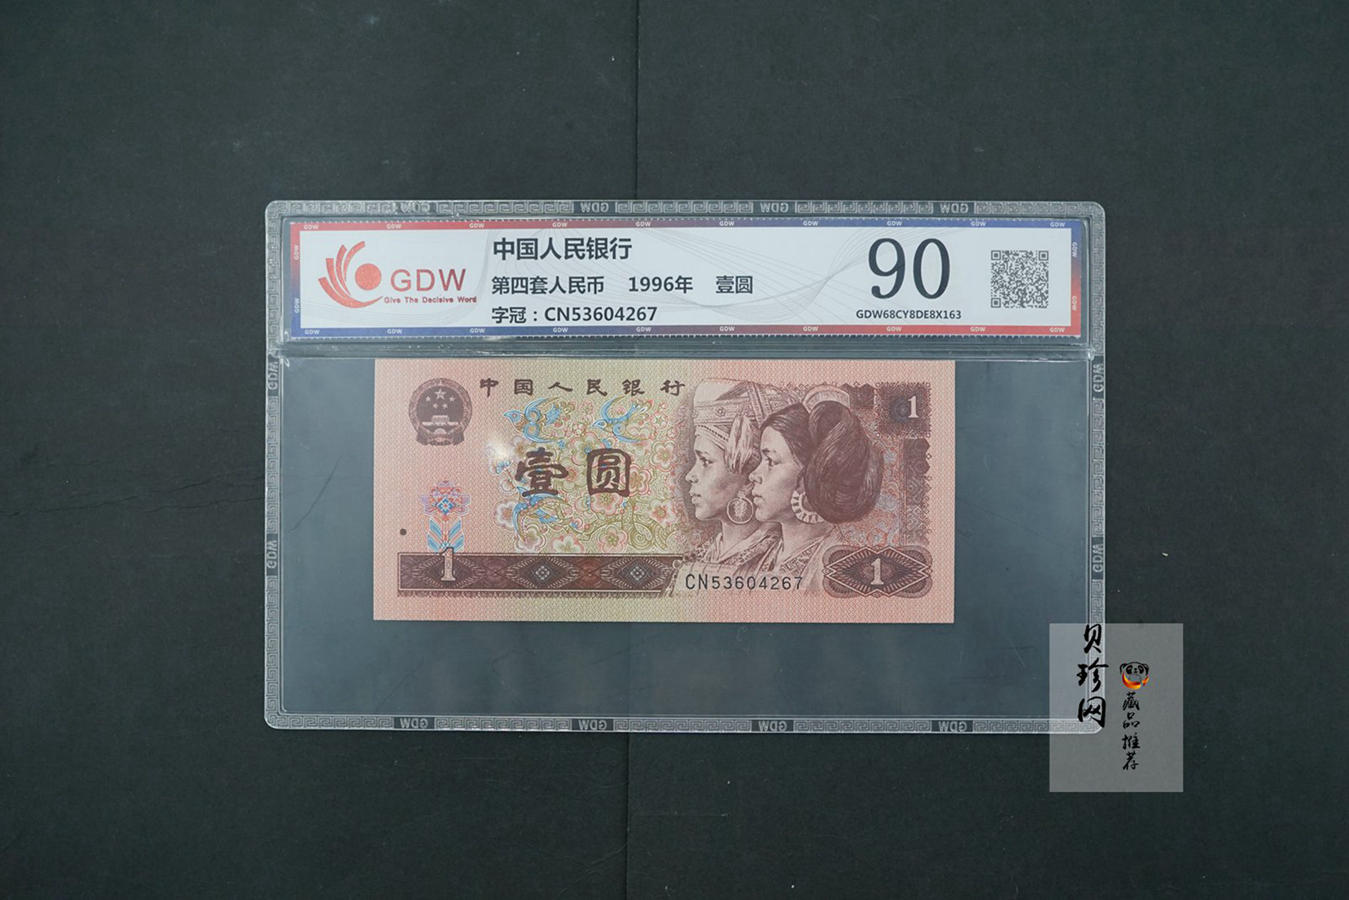 GDW
Give The Decisive Word
中国人民银行
第四套人民币 1996年 壹圆
字冠：CN53604267
90
GDW68CY8DE8X163
中国人民银行
壹圆
1
1
CN53604267
1
贝珍网
藏品推荐